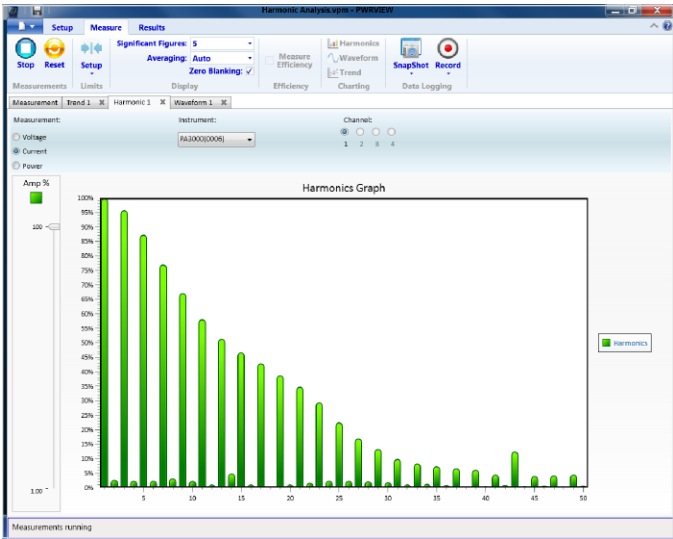 Harmonic Analysis.vpm - PWRVIEW
Setup Measure Results
Significant Figures: 5
Averaging: Auto
Zero Blanking:
Stop Reset
Setup
Measure Efficiency
Harmonics
Waveform
Trend
SnapShot Record
Measurements Limits Display Efficiency Charting Data Logging
Measurement Trend 1 X Harmonic 1 X Waveform 1 X
Measurement: Instrument: Channel:
Voltage
Current
Power
PA3000(0006)
1 2 3 4
Amp %
100
1.00
Harmonics Graph
100%
95%
90%
85%
80%
75%
70%
65%
60%
55%
50%
45%
40%
35%
30%
25%
20%
15%
10%
5%
0%
5 10 15 20 25 30 35 40 45 50
Harmonics
Measurements running